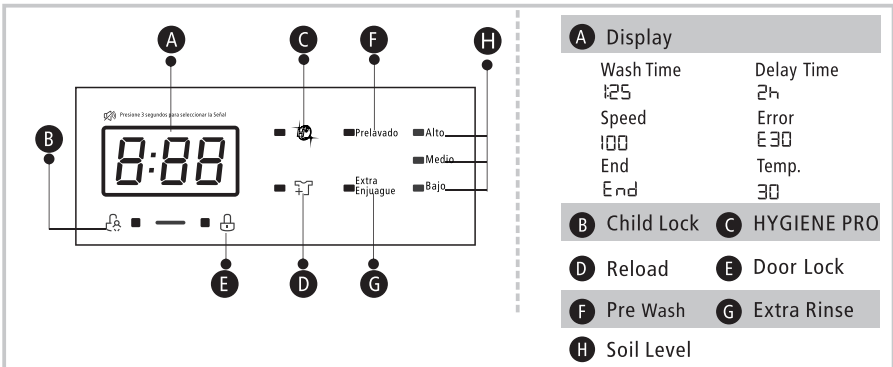 A
C
F
H
Presione 3 segundos para seleccionar la Señal
B
8:88
Prelavado
Alto
Medio
Extra
Enjuague
Bajo
E
D
G
A Display
Wash Time Delay Time
1:25 2h
Speed Error
100 E30
End Temp.
End 30
B Child Lock C HYGIENE PRO
D Reload E Door Lock
F Pre Wash G Extra Rinse
H Soil Level